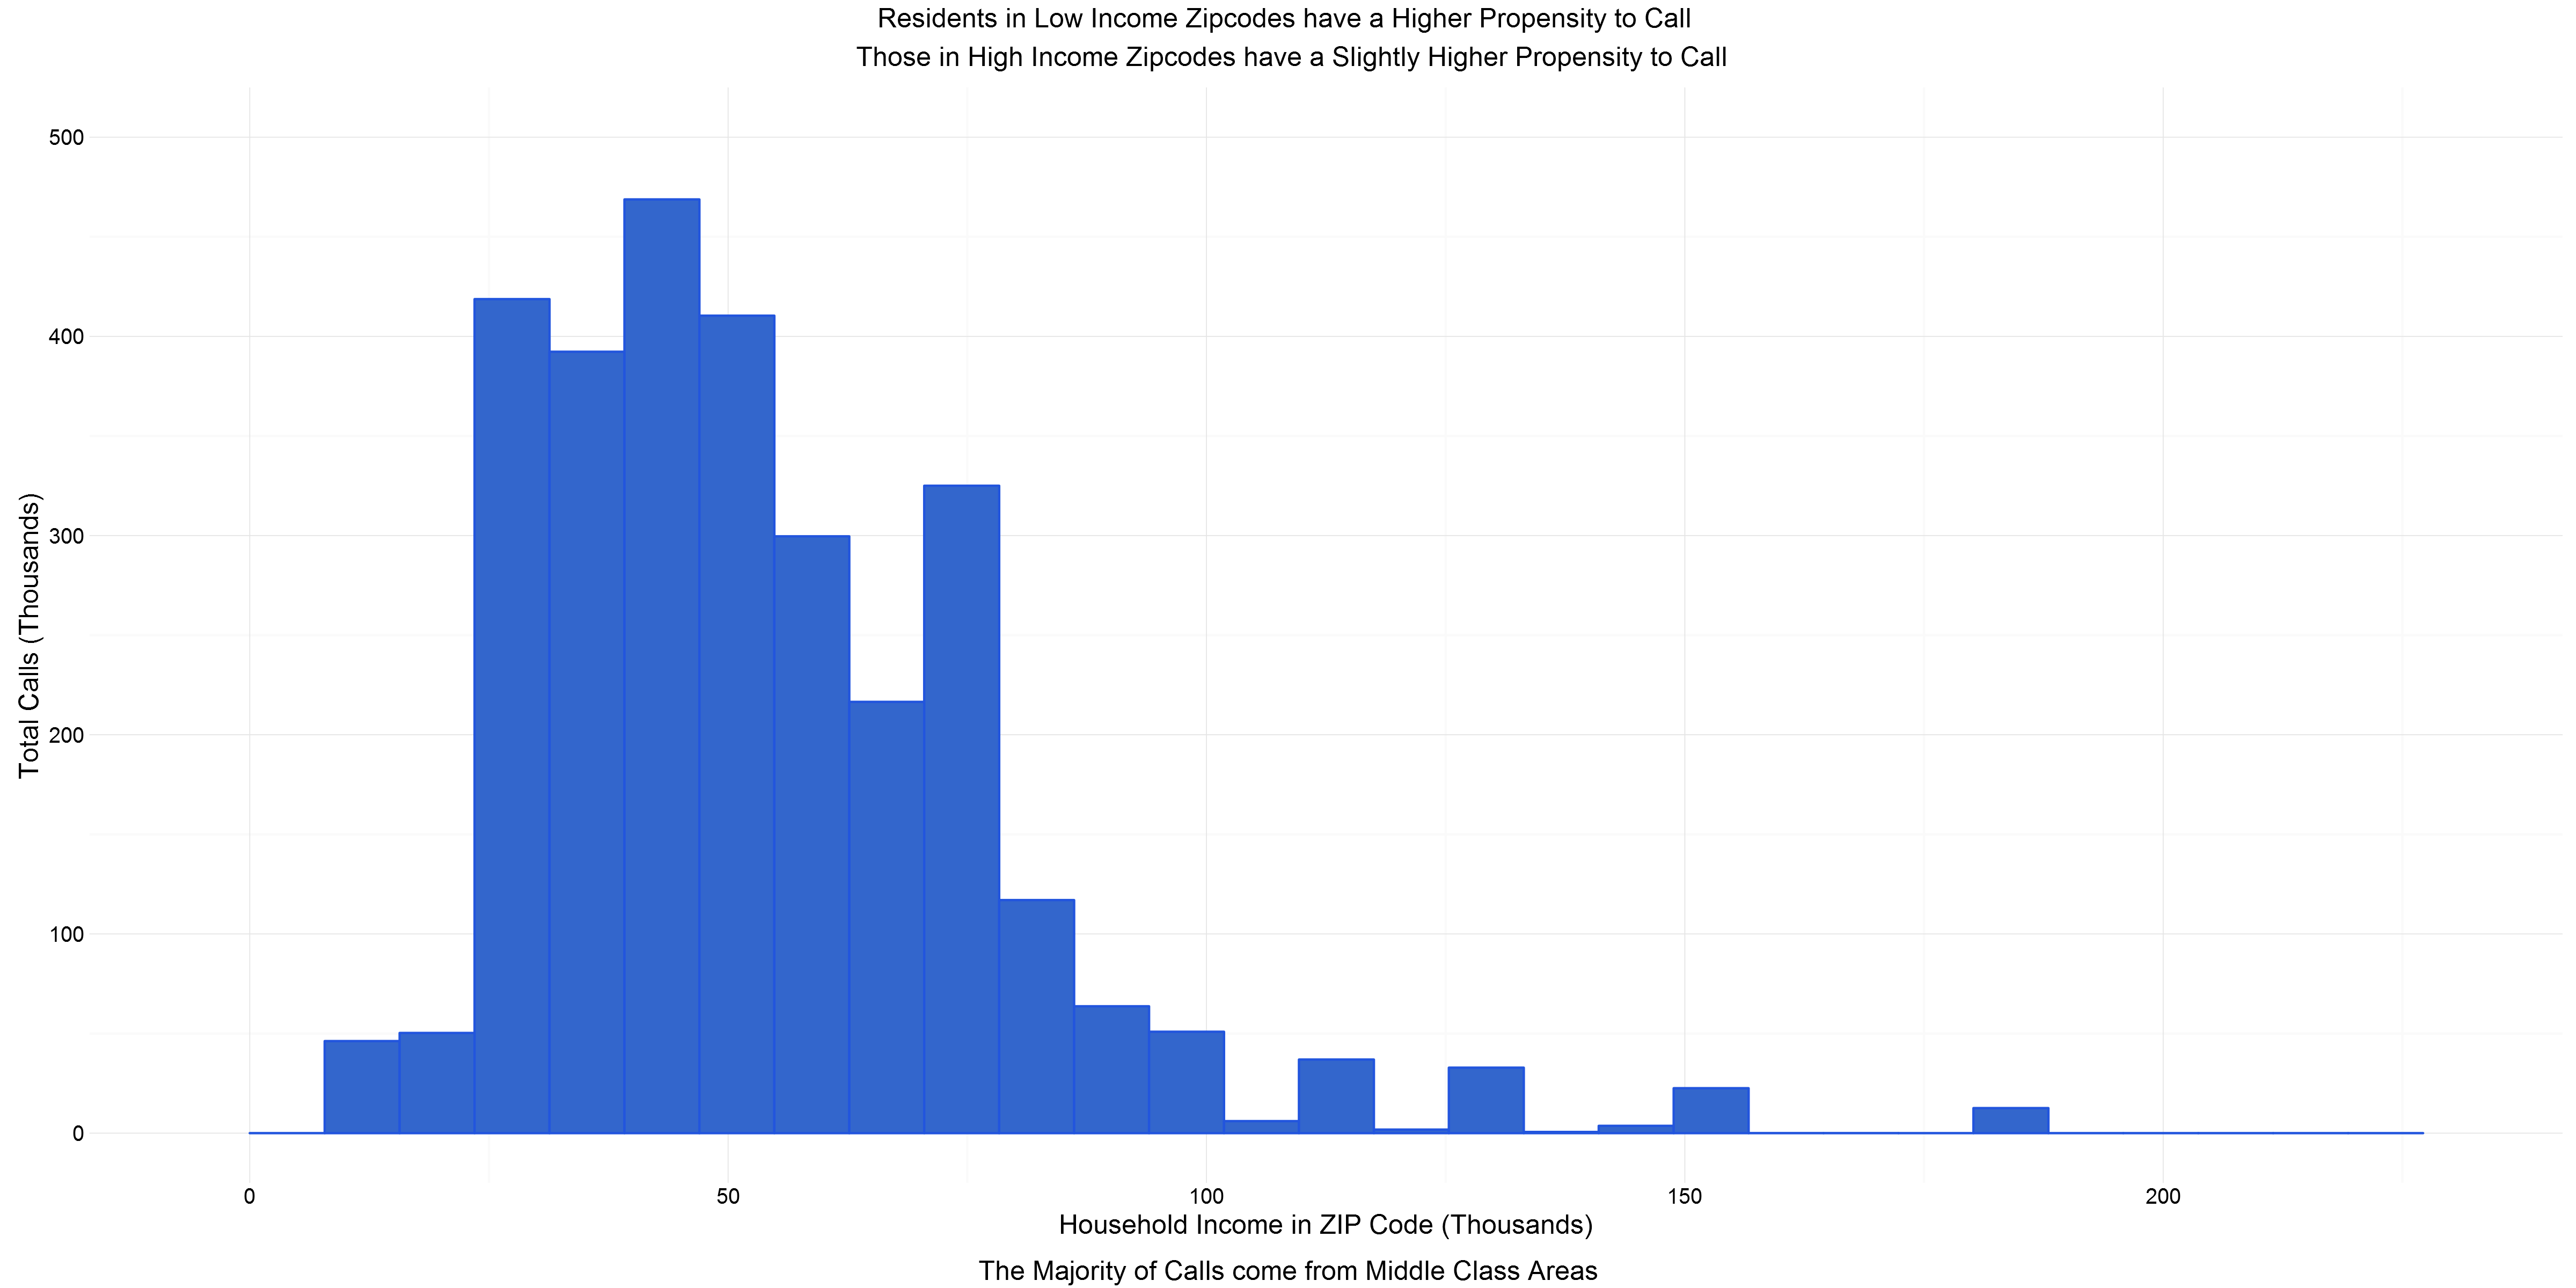 Residents in Low Income Zipcodes have a Higher Propensity to Call
Those in High Income Zipcodes have a Slightly Higher Propensity to Call
500
400
300
200
100
0
Total Calls (Thousands)
0 50 100 150 200
Household Income in ZIP Code (Thousands)
The Majority of Calls come from Middle Class Areas